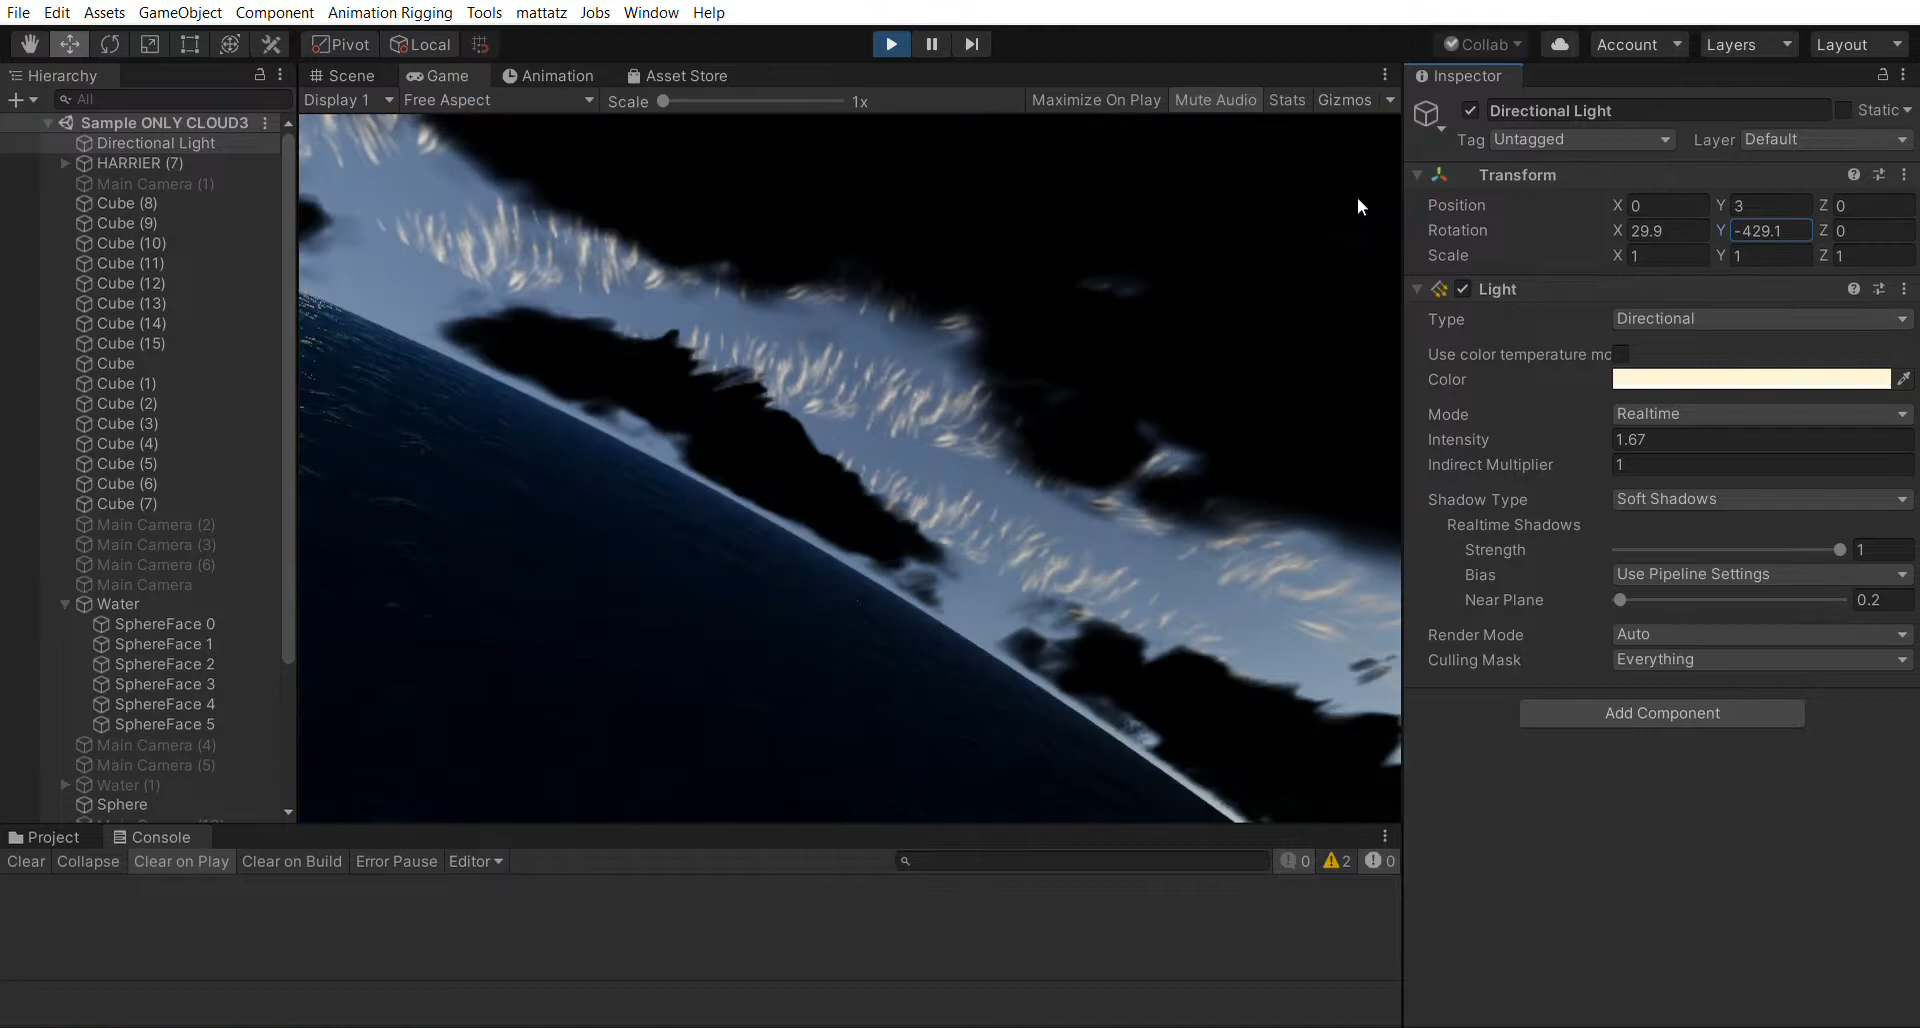 File Edit Assets GameObject Component Animation Rigging Tools mattatz Jobs Window Help
Pivot Local Collab Account Layers Layout
Hierarchy Scene Game Animation Asset Store Inspector
All Display 1 Free Aspect Scale 1x Maximize On Play Mute Audio Stats Gizmos
Directional Light Static
Tag Untagged Layer Default
Sample ONLY CLOUD3
Directional Light
HARRIER (7)
Main Camera (1)
Cube (8)
Cube (9)
Cube (10)
Cube (11)
Cube (12)
Cube (13)
Cube (14)
Cube (15)
Cube
Cube (1)
Cube (2)
Cube (3)
Cube (4)
Cube (5)
Cube (6)
Cube (7)
Main Camera (2)
Main Camera (3)
Main Camera (6)
Main Camera
Water
SphereFace 0
SphereFace 1
SphereFace 2
SphereFace 3
SphereFace 4
SphereFace 5
Main Camera (4)
Main Camera (5)
Water (1)
Sphere
Transform
Position X 0 Y 3 Z 0
Rotation X 29.9 Y -429.1 Z 0
Scale X 1 Y 1 Z 1
Light
Type Directional
Use color temperature mo
Color
Mode Realtime
Intensity 1.67
Indirect Multiplier 1
Shadow Type Soft Shadows
Realtime Shadows
Strength 1
Bias Use Pipeline Settings
Near Plane 0.2
Render Mode Auto
Culling Mask Everything
Add Component
Project Console
Clear Collapse Clear on Play Clear on Build Error Pause Editor 0 2 0